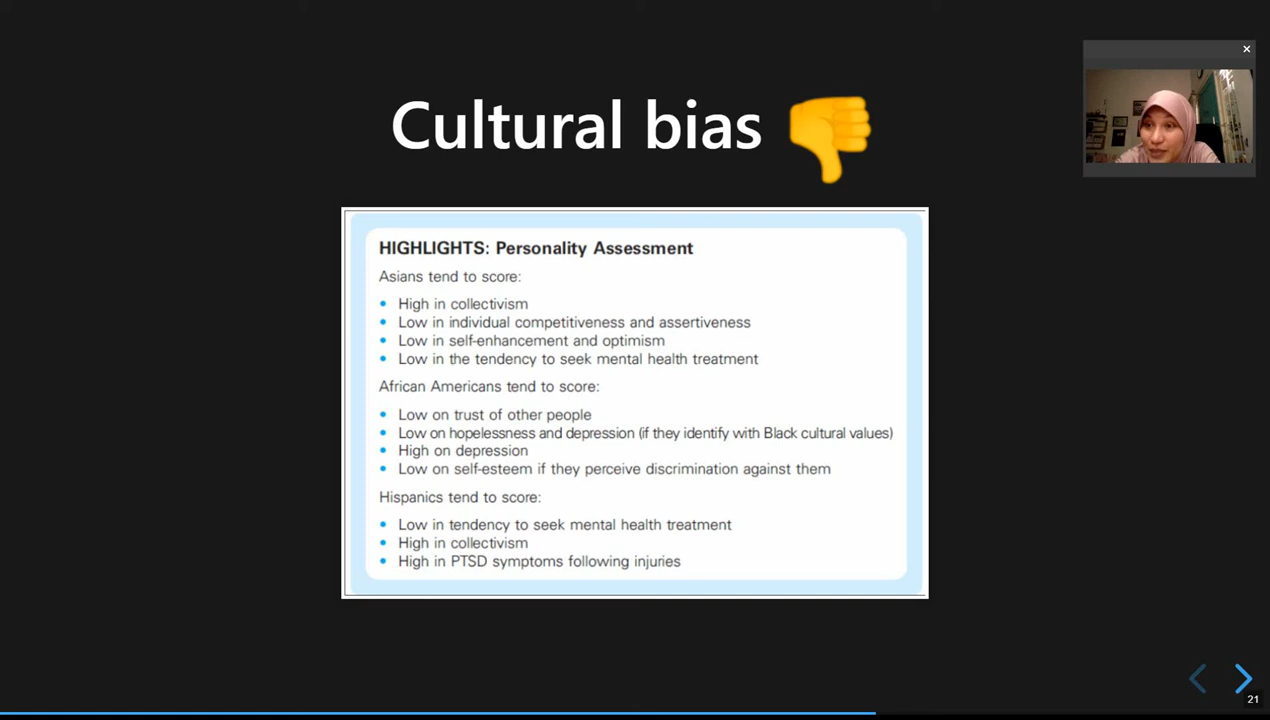 Cultural bias 👎
HIGHLIGHTS: Personality Assessment
Asians tend to score:
• High in collectivism
• Low in individual competitiveness and assertiveness
• Low in self-enhancement and optimism
• Low in the tendency to seek mental health treatment
African Americans tend to score:
• Low on trust of other people
• Low on hopelessness and depression (if they identify with Black cultural values)
• High on depression
• Low on self-esteem if they perceive discrimination against them
Hispanics tend to score:
• Low in tendency to seek mental health treatment
• High in collectivism
• High in PTSD symptoms following injuries
21